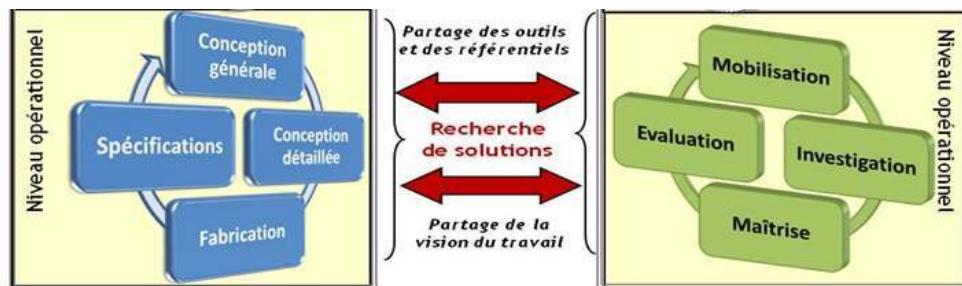 Niveau opérationnel
Conception
générale
Spécifications
Conception
détaillée
Fabrication
Partage des outils
et des référentiels
Recherche
de solutions
Partage de la
vision du travail
Mobilisation
Evaluation
Investigation
Maîtrise
Niveau opérationnel